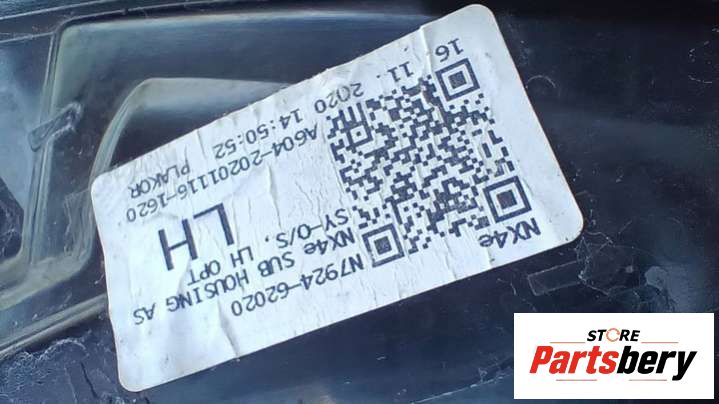 NX4e
N7924-62020
NX4e SUB HOUSING AS
SY-O/S, LH OPT
LH
PLAKOR
A604-20201116-1620
16. 11. 2020 14:50:52
STORE
Partsbery